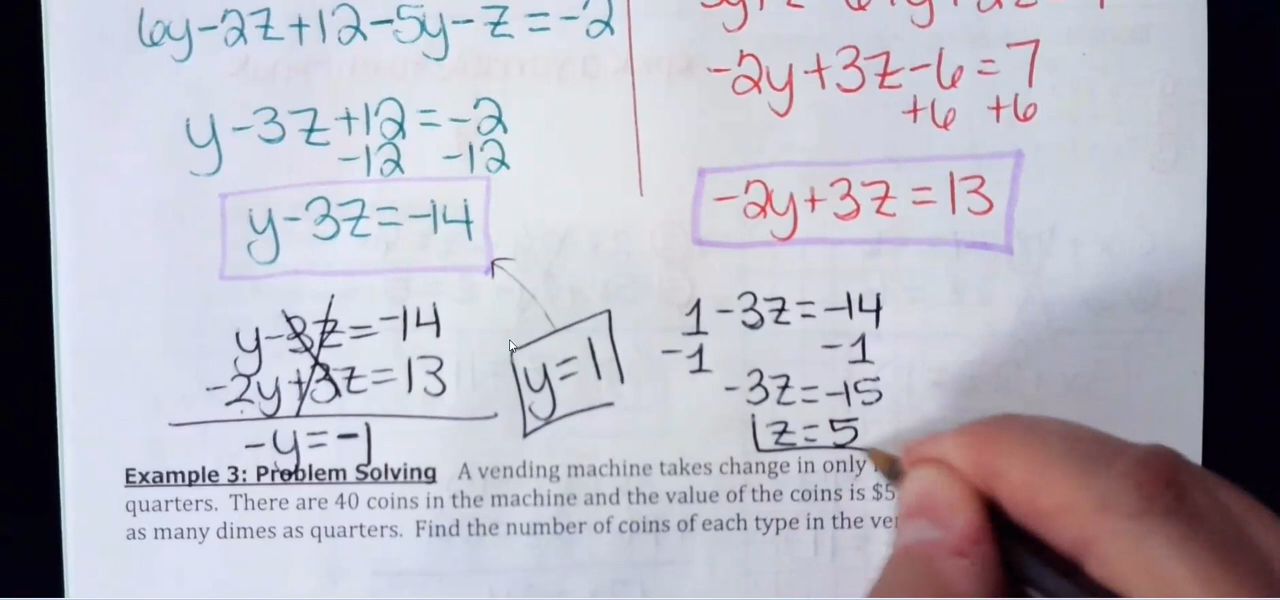 6y-2z+12-5y-z=-2
y-3z+12=-2
-12 -12
y-3z=-14
-2y+3z-6=7
+6 +6
-2y+3z=13
y-3z=-14
-2y+3z=13
-y=-1
y=1
1-3z=-14
-1 -1
-3z=-15
z=5
Example 3: Problem Solving A vending machine takes change in only
quarters. There are 40 coins in the machine and the value of the coins is $5
as many dimes as quarters. Find the number of coins of each type in the